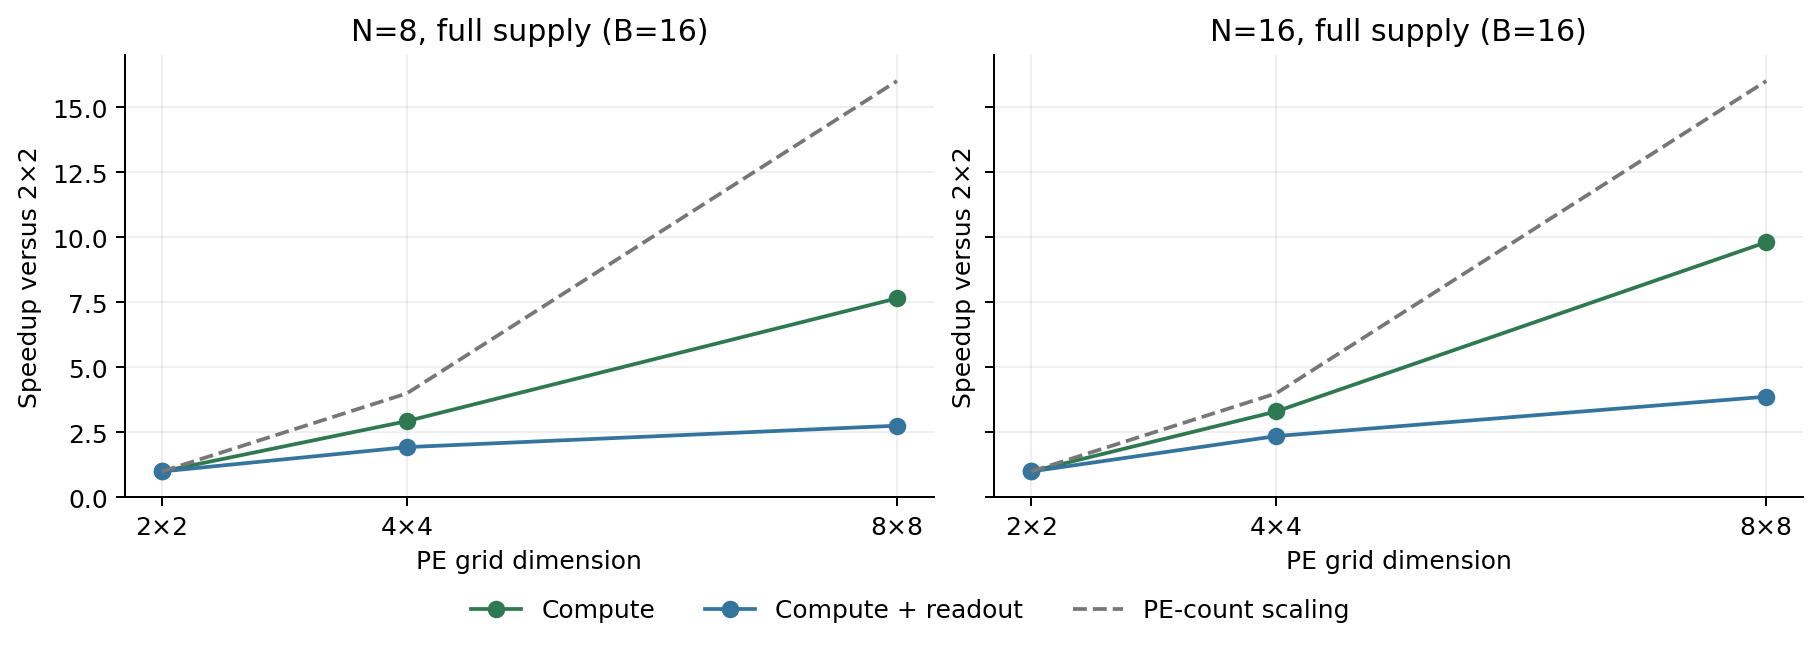 N=8, full supply (B=16)
N=16, full supply (B=16)
Speedup versus 2×2
15.0
12.5
10.0
7.5
5.0
2.5
0.0
2×2
4×4
8×8
PE grid dimension
Speedup versus 2×2
2×2
4×4
8×8
PE grid dimension
Compute
Compute + readout
PE-count scaling